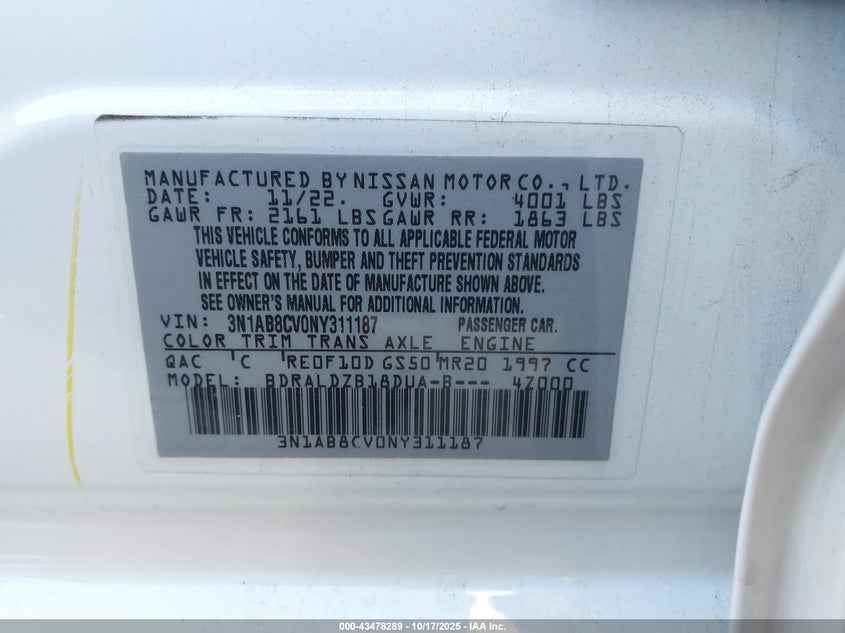 MANUFACTURED BY NISSAN MOTOR CO., LTD.
DATE: 11/22. GVWR: 4001 LBS
GAWR FR: 2161 LBS GAWR RR: 1863 LBS
THIS VEHICLE CONFORMS TO ALL APPLICABLE FEDERAL MOTOR
VEHICLE SAFETY, BUMPER AND THEFT PREVENTION STANDARDS
IN EFFECT ON THE DATE OF MANUFACTURE SHOWN ABOVE.
SEE OWNER'S MANUAL FOR ADDITIONAL INFORMATION.
VIN: 3N1AB8CV0NY311187 PASSENGER CAR.
COLOR TRIM TRANS AXLE ENGINE
QAC C RE0F10D GS50 MR20 1997 CC
MODEL: BDRALDZB18DUA-B--- 4Z000
3N1AB8CV0NY311187
000-43478289 - 10/17/2025 - IAA Inc.